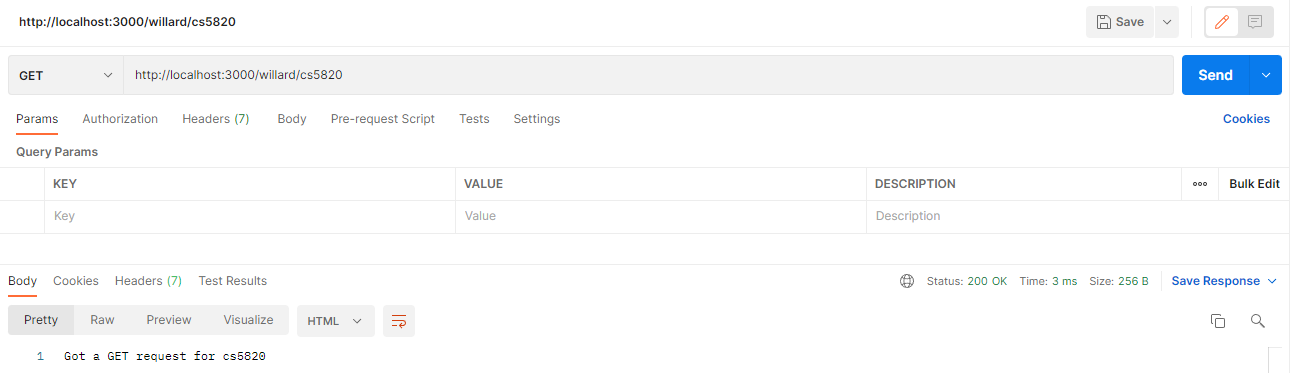 http://localhost:3000/willard/cs5820 Save
GET http://localhost:3000/willard/cs5820 Send
Params Authorization Headers (7) Body Pre-request Script Tests Settings Cookies
Query Params
KEY VALUE DESCRIPTION ooo Bulk Edit
Key Value Description
Body Cookies Headers (7) Test Results Status: 200 OK Time: 3 ms Size: 256 B Save Response
Pretty Raw Preview Visualize HTML
1 Got a GET request for cs5820